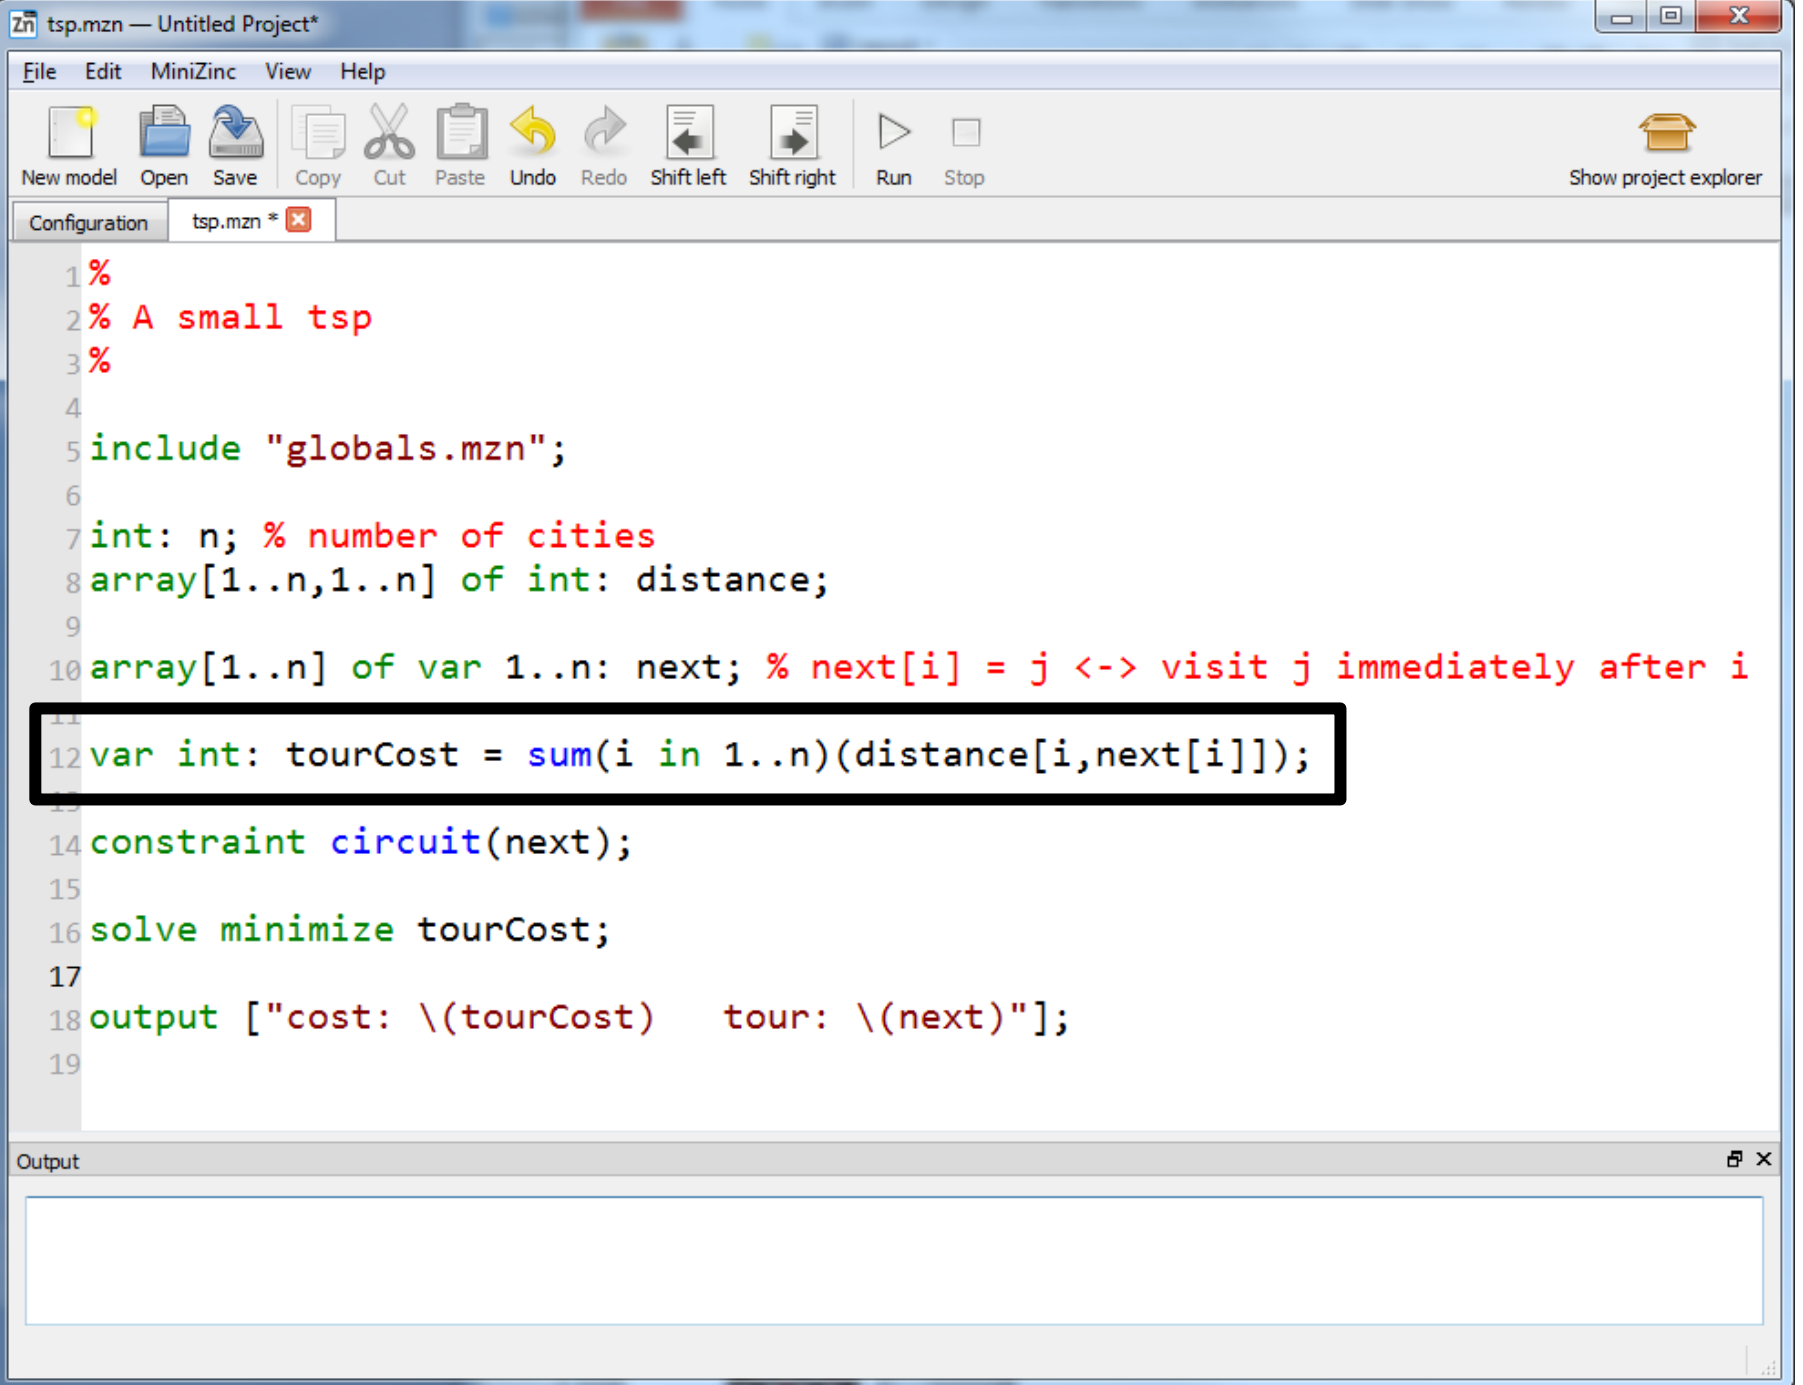 Zn tsp.mzn — Untitled Project*
File Edit MiniZinc View Help
New model Open Save Copy Cut Paste Undo Redo Shift left Shift right Run Stop Show project explorer
Configuration tsp.mzn *
1 %
2 % A small tsp
3 %
4
5 include "globals.mzn";
6
7 int: n; % number of cities
8 array[1..n,1..n] of int: distance;
9
10 array[1..n] of var 1..n: next; % next[i] = j <-> visit j immediately after i
11
12 var int: tourCost = sum(i in 1..n)(distance[i,next[i]]);
13
14 constraint circuit(next);
15
16 solve minimize tourCost;
17
18 output ["cost: \(tourCost)   tour: \(next)"];
19
Output